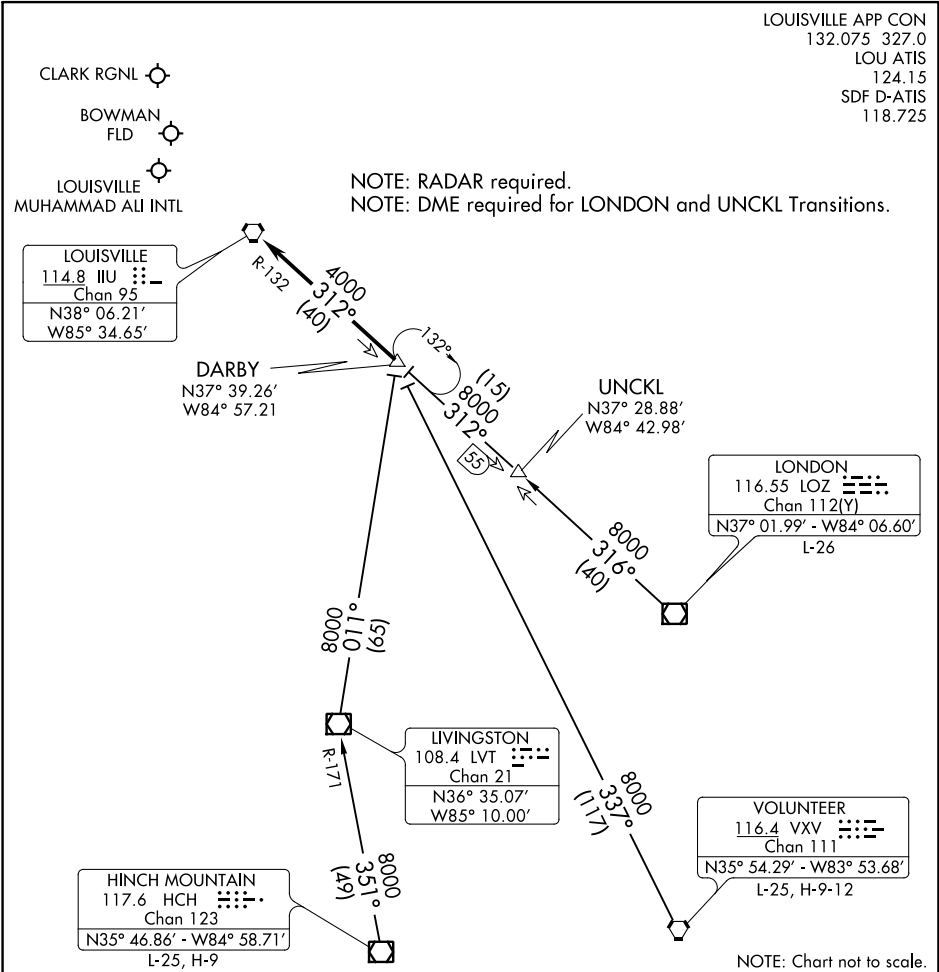 LOUISVILLE APP CON
132.075 327.0
LOU ATIS
124.15
SDF D-ATIS
118.725
CLARK RGNL
BOWMAN
FLD
LOUISVILLE
MUHAMMAD ALI INTL
NOTE: RADAR required.
NOTE: DME required for LONDON and UNCKL Transitions.
LOUISVILLE
114.8 IIU
Chan 95
N38° 06.21'
W85° 34.65'
R-132
4000
312°
(40)
DARBY
N37° 39.26'
W84° 57.21
132°
(15)
8000
312°
55
UNCKL
N37° 28.88'
W84° 42.98'
LONDON
116.55 LOZ
Chan 112(Y)
N37° 01.99' - W84° 06.60'
L-26
8000
316°
(40)
8000
011°
(65)
LIVINGSTON
108.4 LVT
Chan 21
N36° 35.07'
W85° 10.00'
R-171
8000
337°
(117)
VOLUNTEER
116.4 VXV
Chan 111
N35° 54.29' - W83° 53.68'
L-25, H-9-12
8000
351°
(49)
HINCH MOUNTAIN
117.6 HCH
Chan 123
N35° 46.86' - W84° 58.71'
L-25, H-9
NOTE: Chart not to scale.